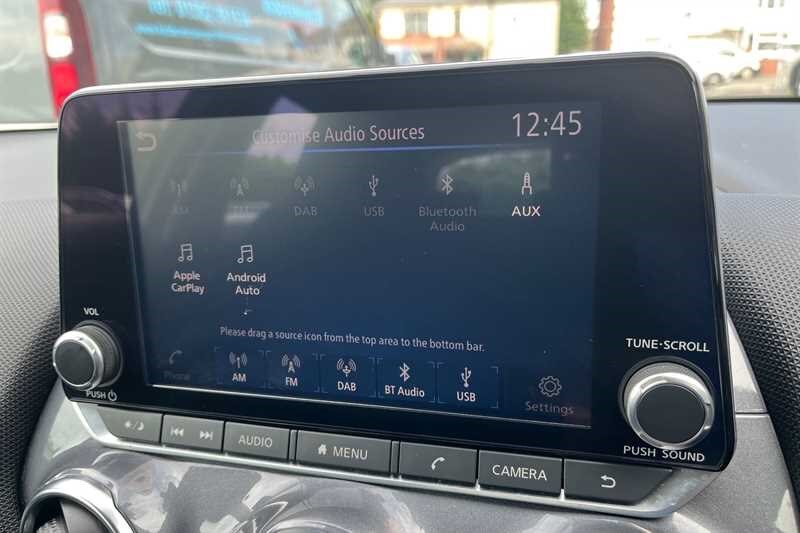 Customise Audio Sources
12:45
AM
FM
DAB
USB
Bluetooth
Audio
AUX
Apple
CarPlay
Android
Auto
Please drag a source icon from the top area to the bottom bar.
Phone
AM
FM
DAB
BT Audio
USB
Settings
VOL
PUSH
TUNE·SCROLL
PUSH SOUND
AUDIO
MENU
CAMERA